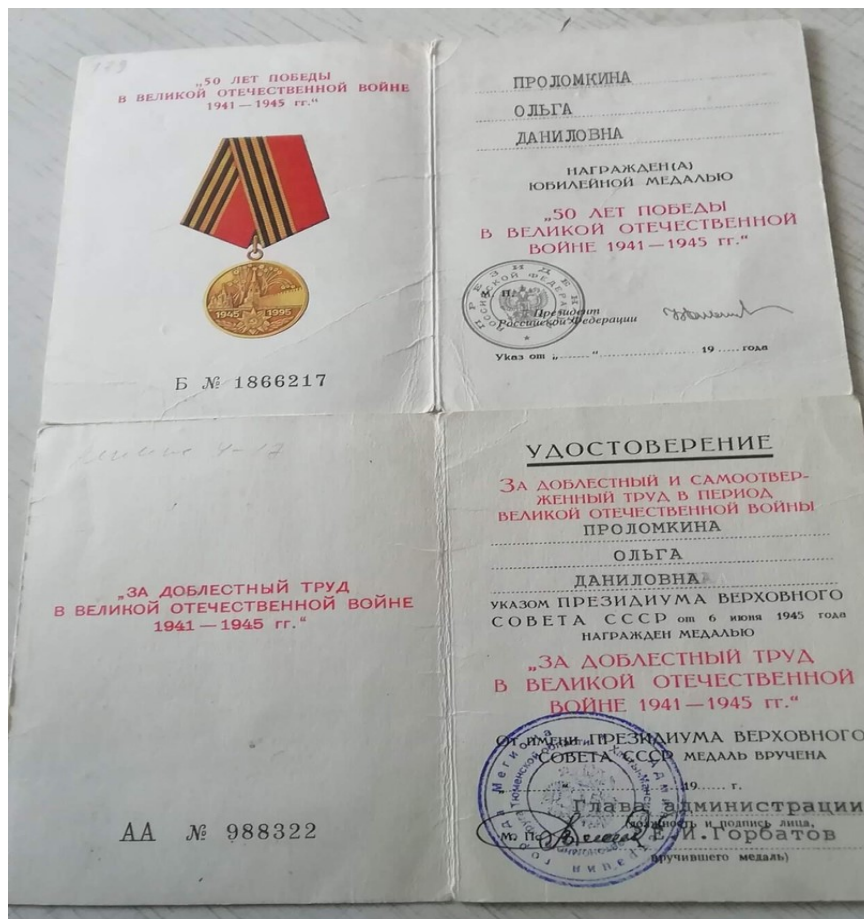 „50 ЛЕТ ПОБЕДЫ
В ВЕЛИКОЙ ОТЕЧЕСТВЕННОЙ ВОЙНЕ
1941 — 1945 гг.“
1945 1995
Б № 1866217
ПРОЛОМКИНА
ОЛЬГА
ДАНИЛОВНА
НАГРАЖДЕН(А)
ЮБИЛЕЙНОЙ МЕДАЛЬЮ
„50 ЛЕТ ПОБЕДЫ
В ВЕЛИКОЙ ОТЕЧЕСТВЕННОЙ
ВОЙНЕ 1941 — 1945 гг.“
М. П.
Президент
Российской Федерации
Указ от „.......“ 19 ..... года
„ЗА ДОБЛЕСТНЫЙ ТРУД
В ВЕЛИКОЙ ОТЕЧЕСТВЕННОЙ ВОЙНЕ
1941 — 1945 гг.“
АА № 988322
УДОСТОВЕРЕНИЕ
ЗА ДОБЛЕСТНЫЙ И САМООТВЕР-
ЖЕННЫЙ ТРУД В ПЕРИОД
ВЕЛИКОЙ ОТЕЧЕСТВЕННОЙ ВОЙНЫ
ПРОЛОМКИНА
ОЛЬГА
ДАНИЛОВНА
УКАЗОМ ПРЕЗИДИУМА ВЕРХОВНОГО
СОВЕТА СССР от 6 июня 1945 года
НАГРАЖДЕН МЕДАЛЬЮ
„ЗА ДОБЛЕСТНЫЙ ТРУД
В ВЕЛИКОЙ ОТЕЧЕСТВЕННОЙ
ВОЙНЕ 1941 — 1945 гг.“
ОТ ИМЕНИ ПРЕЗИДИУМА ВЕРХОВНОГО
СОВЕТА СССР МЕДАЛЬ ВРУЧЕНА
19...... г.
Глава администрации
должность и подпись лица,
М. П. Е.И.Горбатов
вручившего медаль)